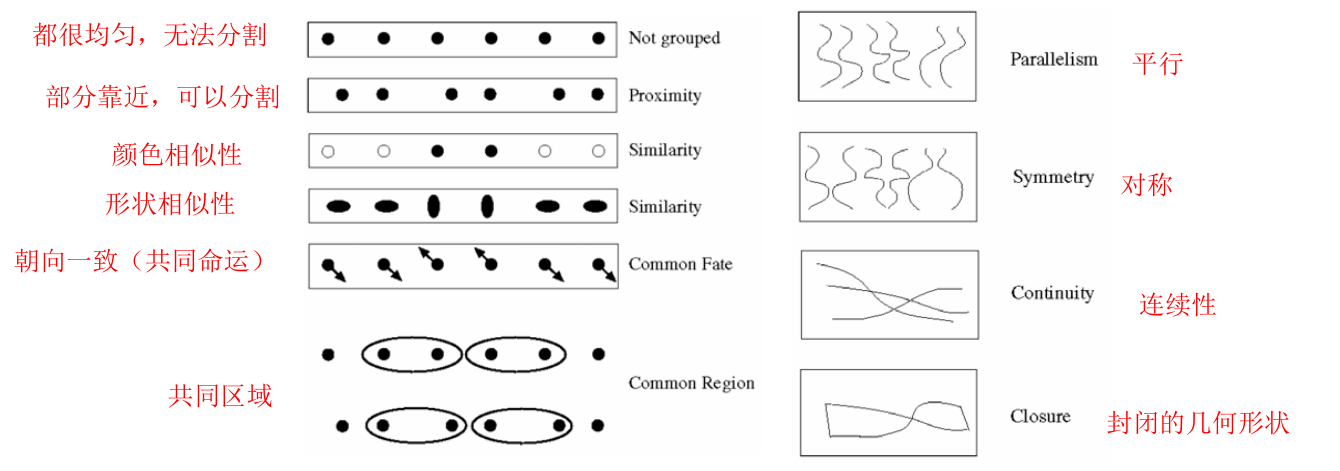 都很均匀，无法分割
Not grouped
部分靠近，可以分割
Proximity
颜色相似性
Similarity
形状相似性
Similarity
朝向一致（共同命运）
Common Fate
共同区域
Common Region
Parallelism
平行
Symmetry
对称
Continuity
连续性
Closure
封闭的几何形状